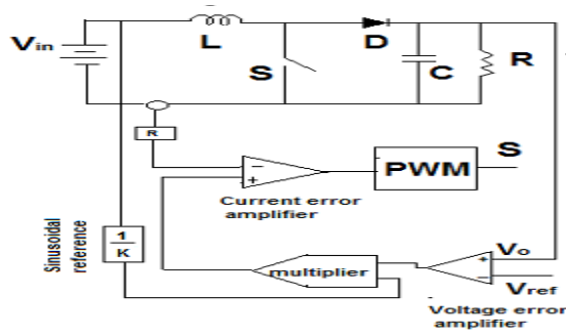 Vin
L
S
D
C
R
R
−
+
PWM
S
Current error
amplifier
Sinusoidal
reference
1
K
multiplier
Vo
+
−
Vref
Voltage error
amplifier